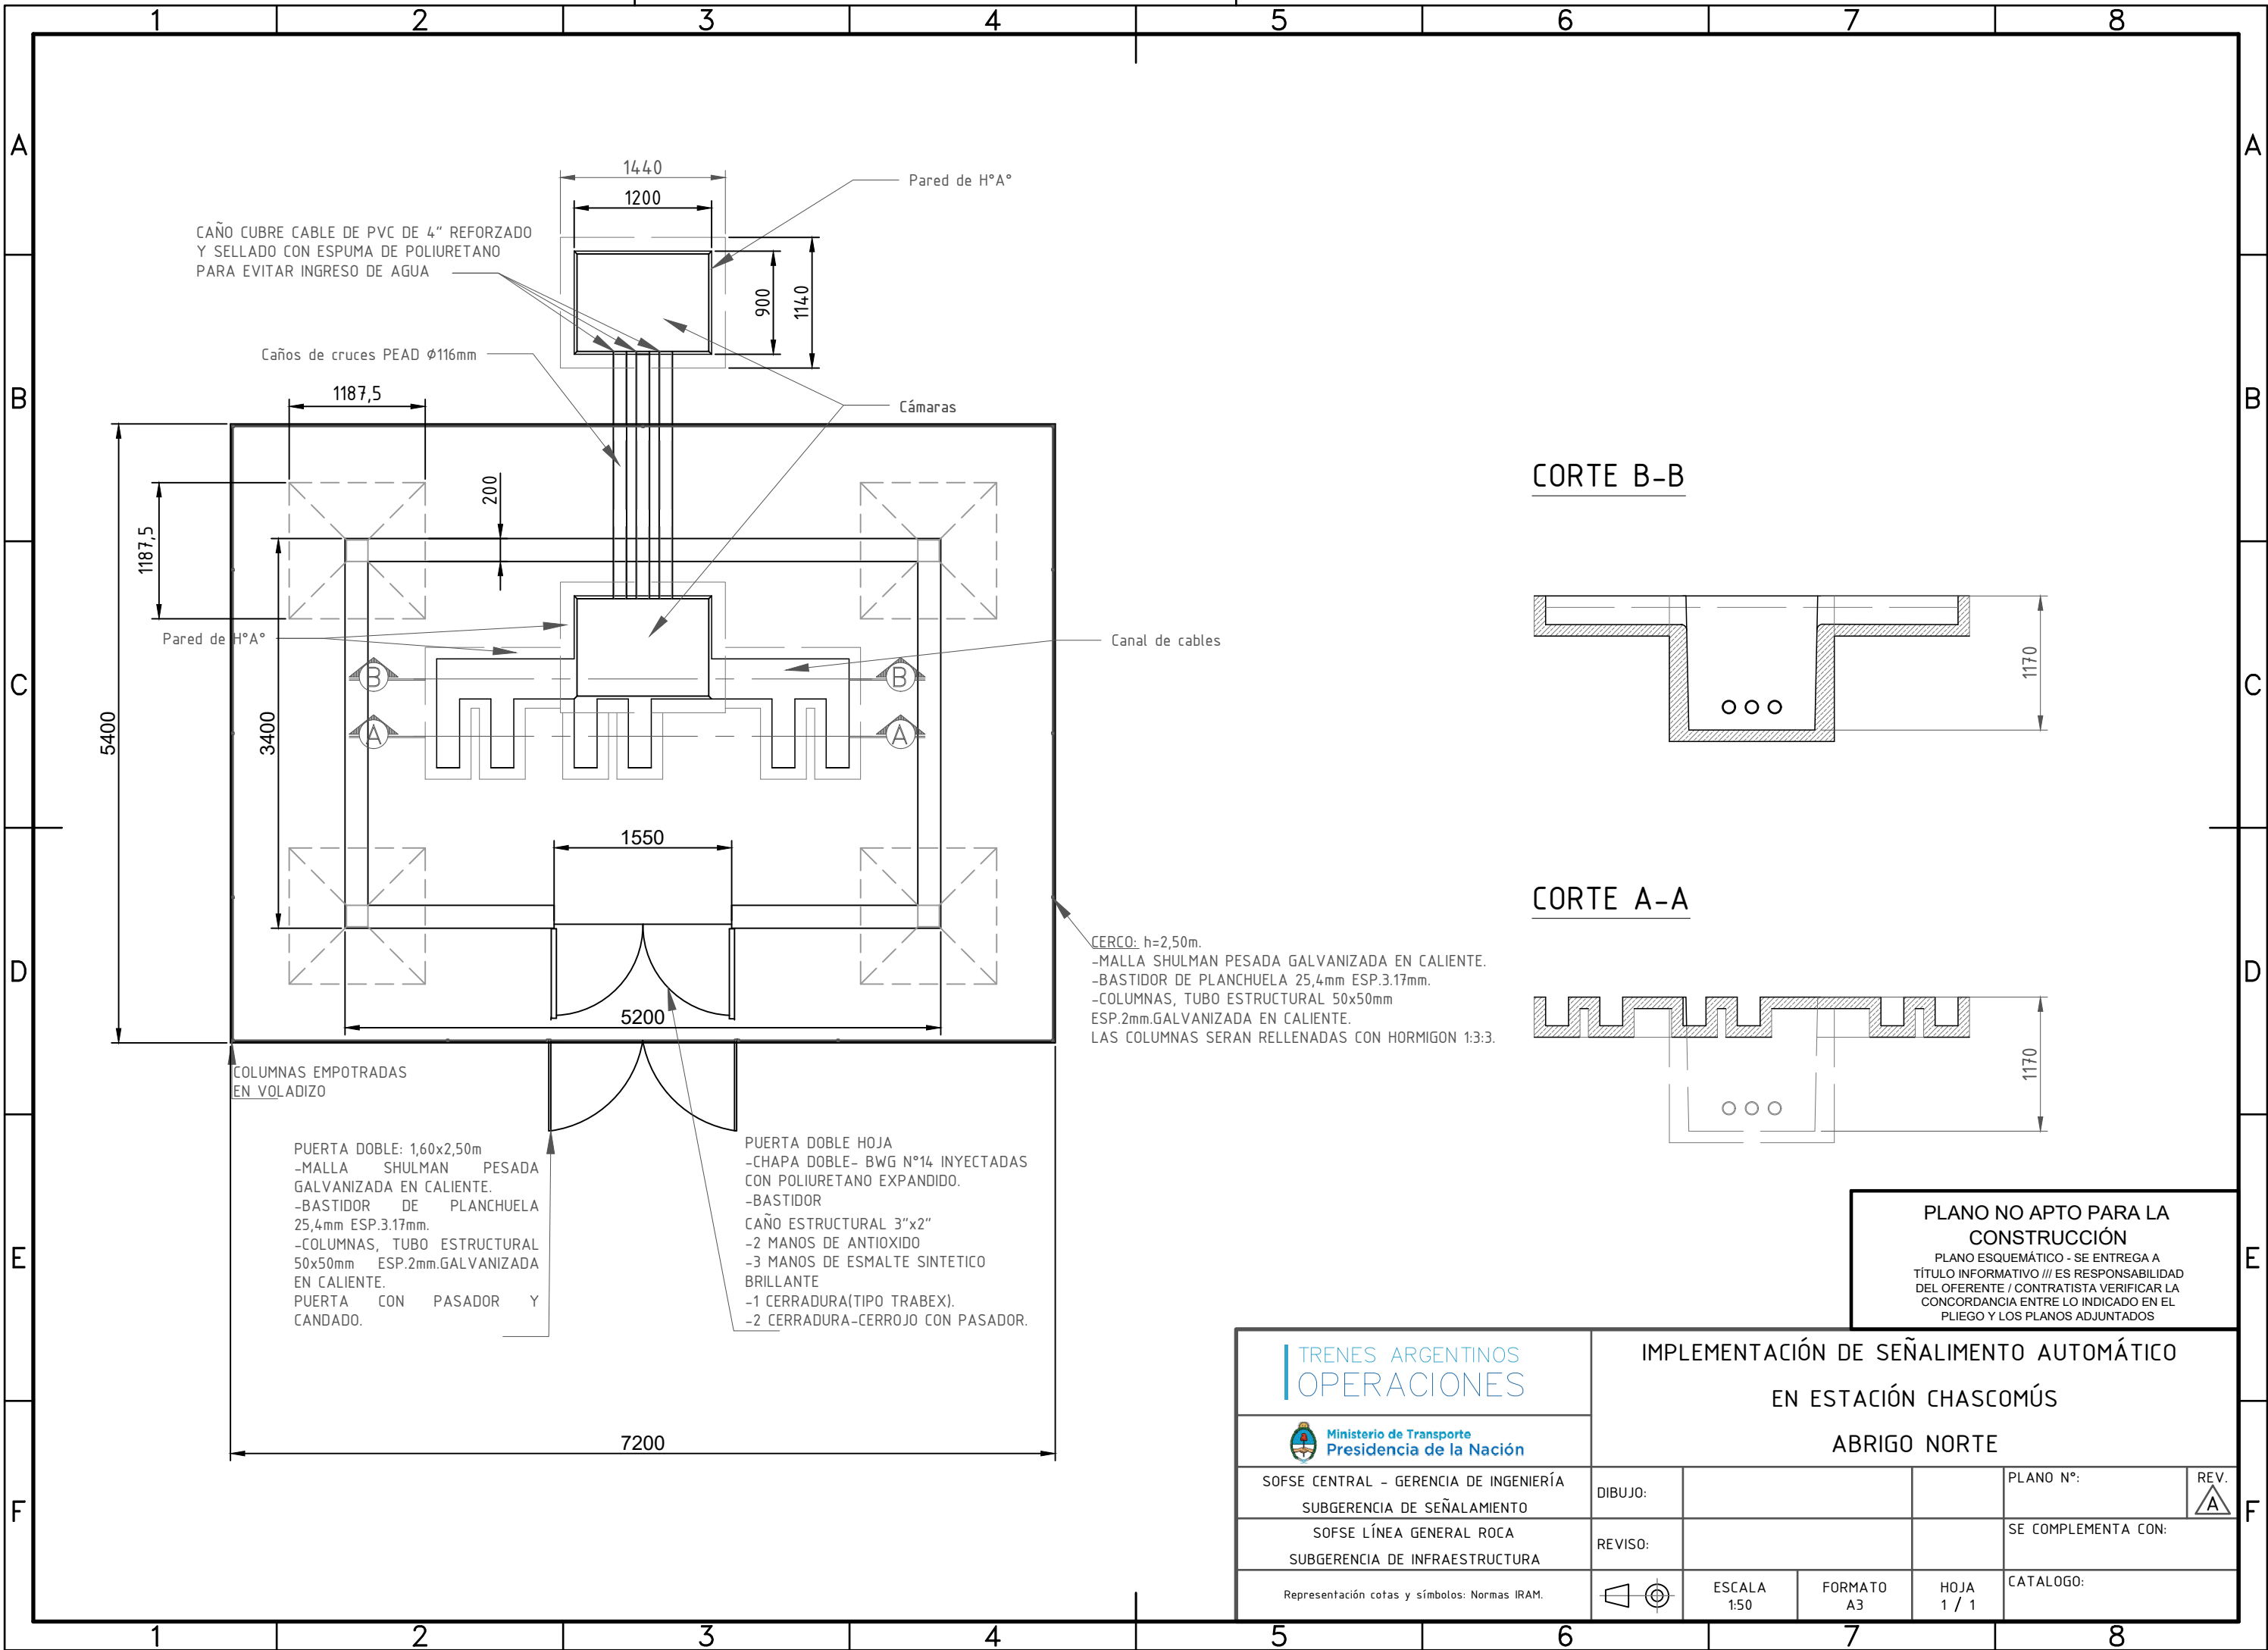 1 2 3 4 5 6 7 8
A A
B B
C C
D D
E E
F F
1 2 3 4 5 6 7 8
1440
1200
Pared de H°A°
CAÑO CUBRE CABLE DE PVC DE 4" REFORZADO
Y SELLADO CON ESPUMA DE POLIURETANO
PARA EVITAR INGRESO DE AGUA
900
1140
Caños de cruces PEAD Ø116mm
1187,5
Cámaras
200
1187,5
Pared de H°A°
Canal de cables
B B
A A
5400
3400
1550
5200
COLUMNAS EMPOTRADAS
EN VOLADIZO
7200
PUERTA DOBLE: 1,60x2,50m
-MALLA SHULMAN PESADA
GALVANIZADA EN CALIENTE.
-BASTIDOR DE PLANCHUELA
25,4mm ESP.3.17mm.
-COLUMNAS, TUBO ESTRUCTURAL
50x50mm ESP.2mm.GALVANIZADA
EN CALIENTE.
PUERTA CON PASADOR Y
CANDADO.
PUERTA DOBLE HOJA
-CHAPA DOBLE- BWG N°14 INYECTADAS
CON POLIURETANO EXPANDIDO.
-BASTIDOR
CAÑO ESTRUCTURAL 3"x2"
-2 MANOS DE ANTIOXIDO
-3 MANOS DE ESMALTE SINTETICO
BRILLANTE
-1 CERRADURA(TIPO TRABEX).
-2 CERRADURA-CERROJO CON PASADOR.
CERCO: h=2,50m.
-MALLA SHULMAN PESADA GALVANIZADA EN CALIENTE.
-BASTIDOR DE PLANCHUELA 25,4mm ESP.3.17mm.
-COLUMNAS, TUBO ESTRUCTURAL 50x50mm
ESP.2mm.GALVANIZADA EN CALIENTE.
LAS COLUMNAS SERAN RELLENADAS CON HORMIGON 1:3:3.
CORTE B-B
1170
CORTE A-A
1170
PLANO NO APTO PARA LA
CONSTRUCCIÓN
PLANO ESQUEMÁTICO - SE ENTREGA A
TÍTULO INFORMATIVO /// ES RESPONSABILIDAD
DEL OFERENTE / CONTRATISTA VERIFICAR LA
CONCORDANCIA ENTRE LO INDICADO EN EL
PLIEGO Y LOS PLANOS ADJUNTADOS
TRENES ARGENTINOS
OPERACIONES
Ministerio de Transporte
Presidencia de la Nación
IMPLEMENTACIÓN DE SEÑALIMENTO AUTOMÁTICO
EN ESTACIÓN CHASCOMÚS
ABRIGO NORTE
SOFSE CENTRAL - GERENCIA DE INGENIERÍA
SUBGERENCIA DE SEÑALAMIENTO
DIBUJO:
PLANO N°:
REV.
A
SOFSE LÍNEA GENERAL ROCA
SUBGERENCIA DE INFRAESTRUCTURA
REVISO:
SE COMPLEMENTA CON:
Representación cotas y símbolos: Normas IRAM.
ESCALA
1:50
FORMATO
A3
HOJA
1 / 1
CATALOGO: